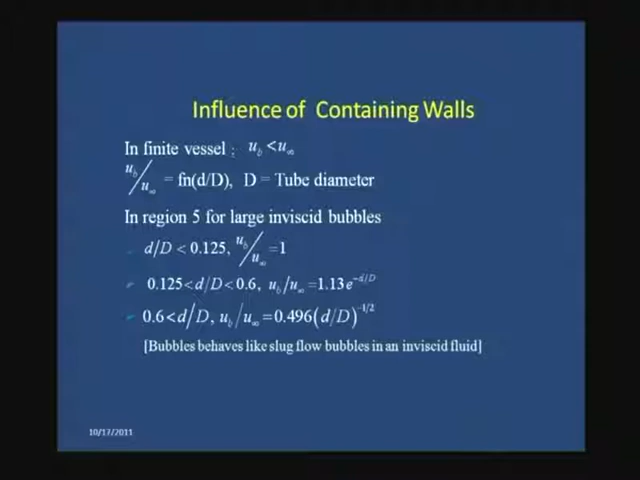 Influence of Containing Walls
In finite vessel : u_b < u_∞
u_b/u_∞ = fn(d/D), D = Tube diameter
In region 5 for large inviscid bubbles
d/D < 0.125, u_b/u_∞ = 1
0.125 < d/D < 0.6, u_b/u_∞ = 1.13e^{-d/D}
0.6 < d/D, u_b/u_∞ = 0.496(d/D)^{-1/2}
[Bubbles behaves like slug flow bubbles in an inviscid fluid]
10/17/2011